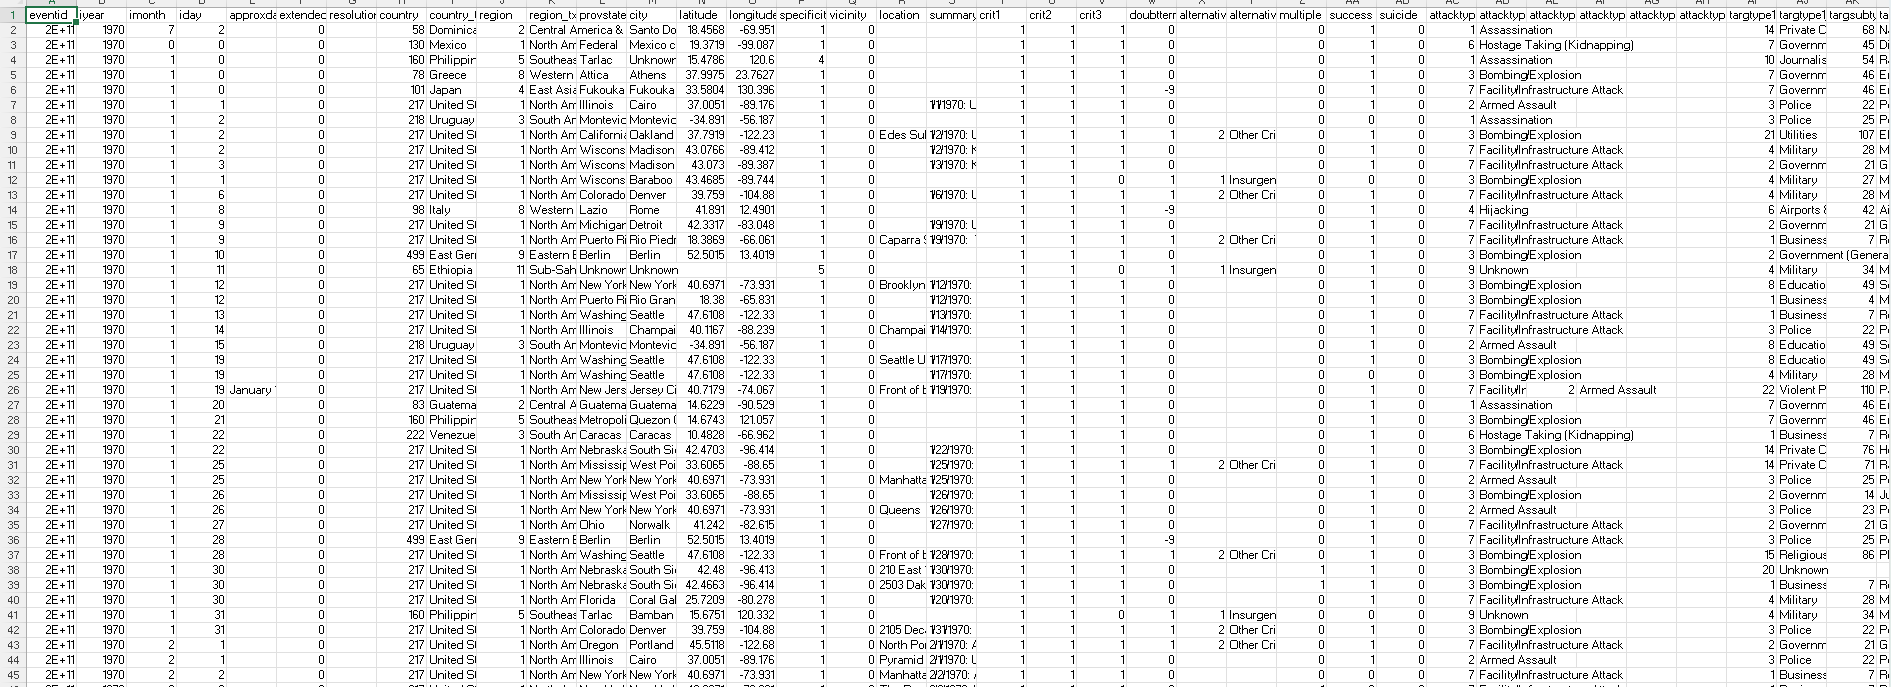 eventid iyear imonth iday approxda extended resolution country country_t region region_tx provstate city latitude longitude specificit vicinity location summary crit1 crit2 crit3 doubtterr alternativ alternativ multiple success suicide attacktyp attacktyp attacktyp attacktyp attacktyp attacktyp targtype1 targtype1 targsubty
2 2E+11 1970 7 2 0 58 Dominica 2 Central America & Santo Do 18.4568 -69.951 1 0 1 1 1 0 0 1 0 1 Assassination 14 Private C 68
3 2E+11 1970 0 0 0 130 Mexico 1 North Am Federal Mexico c 19.3719 -99.087 1 0 1 1 1 0 0 1 0 6 Hostage Taking (Kidnapping) 7 Governm 45
4 2E+11 1970 1 0 0 160 Philippin 5 Southeas Tarlac Unknown 15.4786 120.6 4 0 1 1 1 0 0 1 0 1 Assassination 10 Journalis 54
5 2E+11 1970 1 0 0 78 Greece 8 Western Attica Athens 37.9975 23.7627 1 0 1 1 1 0 0 1 0 3 Bombing/Explosion 7 Governm 46
6 2E+11 1970 1 0 0 101 Japan 4 East Asia Fukouka Fukouka 33.5804 130.396 1 0 1 1 1 -9 0 1 0 7 Facility/Infrastructure Attack 7 Governm 46
7 2E+11 1970 1 1 0 217 United St 1 North Am Illinois Cairo 37.0051 -89.176 1 0 1/1/1970: U 1 1 1 0 0 1 0 2 Armed Assault 3 Police 22
8 2E+11 1970 1 2 0 218 Uruguay 3 South Am Montevic Montevic -34.891 -56.187 1 0 1 1 1 0 0 0 0 1 Assassination 3 Police 25
9 2E+11 1970 1 2 0 217 United St 1 North Am California Oakland 37.7919 -122.23 1 0 Edes Sul 1/2/1970: U 1 1 1 1 2 Other Cri 0 1 0 3 Bombing/Explosion 21 Utilities 107
10 2E+11 1970 1 2 0 217 United St 1 North Am Wiscons Madison 43.0766 -89.412 1 0 1/2/1970: K 1 1 1 0 0 1 0 7 Facility/Infrastructure Attack 4 Military 28
11 2E+11 1970 1 3 0 217 United St 1 North Am Wiscons Madison 43.073 -89.387 1 0 1/3/1970: K 1 1 1 0 0 1 0 7 Facility/Infrastructure Attack 2 Governm 21
12 2E+11 1970 1 1 0 217 United St 1 North Am Wiscons Baraboo 43.4685 -89.744 1 0 1 1 0 1 1 Insurgen 0 0 0 3 Bombing/Explosion 4 Military 27
13 2E+11 1970 1 6 0 217 United St 1 North Am Colorado Denver 39.759 -104.88 1 0 1/6/1970: U 1 1 1 1 2 Other Cri 0 1 0 7 Facility/Infrastructure Attack 4 Military 28
14 2E+11 1970 1 8 0 98 Italy 8 Western Lazio Rome 41.891 12.4901 1 0 1 1 1 -9 0 1 0 4 Hijacking 6 Airports & 42
15 2E+11 1970 1 9 0 217 United St 1 North Am Michigan Detroit 42.3317 -83.048 1 0 1/9/1970: U 1 1 1 0 0 1 0 7 Facility/Infrastructure Attack 2 Governm 21
16 2E+11 1970 1 9 0 217 United St 1 North Am Puerto Ri Rio Piedr 18.3869 -66.061 1 0 Caparra S 1/9/1970: 1 1 1 1 2 Other Cri 0 1 0 7 Facility/Infrastructure Attack 1 Business 7
17 2E+11 1970 1 10 0 499 East Ger 9 Eastern E Berlin Berlin 52.5015 13.4019 1 0 1 1 1 0 0 1 0 3 Bombing/Explosion 2 Government (Genera
18 2E+11 1970 1 11 0 65 Ethiopia 11 Sub-Sah Unknown Unknown 5 0 1 1 0 1 1 Insurgen 0 1 0 9 Unknown 4 Military 34
19 2E+11 1970 1 12 0 217 United St 1 North Am New York New York 40.6971 -73.931 1 0 Brooklyn 1/12/1970: 1 1 1 0 0 1 0 3 Bombing/Explosion 8 Educatio 49
20 2E+11 1970 1 12 0 217 United St 1 North Am Puerto Ri Rio Gran 18.38 -65.831 1 0 1/12/1970: 1 1 1 0 0 1 0 3 Bombing/Explosion 1 Business 4
21 2E+11 1970 1 13 0 217 United St 1 North Am Washing Seattle 47.6108 -122.33 1 0 1/13/1970: 1 1 1 0 0 1 0 7 Facility/Infrastructure Attack 1 Business 7
22 2E+11 1970 1 14 0 217 United St 1 North Am Illinois Champai 40.1167 -88.239 1 0 Champai 1/14/1970: 1 1 1 0 0 1 0 7 Facility/Infrastructure Attack 3 Police 22
23 2E+11 1970 1 15 0 218 Uruguay 3 South Am Montevic Montevic -34.891 -56.187 1 0 1 1 1 0 0 1 0 2 Armed Assault 8 Educatio 49
24 2E+11 1970 1 19 0 217 United St 1 North Am Washing Seattle 47.6108 -122.33 1 0 Seattle U 1/17/1970: 1 1 1 0 0 1 0 3 Bombing/Explosion 8 Educatio 49
25 2E+11 1970 1 19 0 217 United St 1 North Am Washing Seattle 47.6108 -122.33 1 0 1/17/1970: 1 1 1 0 0 0 0 3 Bombing/Explosion 4 Military 28
26 2E+11 1970 1 19 January 0 217 United St 1 North Am New Jers Jersey Ci 40.7179 -74.067 1 0 Front of b 1/19/1970: 1 1 1 0 0 1 0 7 Facility/Ir 2 Armed Assault 22 Violent P 110
27 2E+11 1970 1 20 0 83 Guatema 2 Central A Guatema Guatema 14.6229 -90.529 1 0 1 1 1 0 0 1 0 1 Assassination 7 Governm 46
28 2E+11 1970 1 21 0 160 Philippin 5 Southeas Metropoli Quezon 14.6743 121.057 1 0 1 1 1 0 0 1 0 3 Bombing/Explosion 7 Governm 46
29 2E+11 1970 1 22 0 222 Venezue 3 South Am Caracas Caracas 10.4828 -66.962 1 0 1 1 1 0 0 1 0 6 Hostage Taking (Kidnapping) 1 Business 7
30 2E+11 1970 1 22 0 217 United St 1 North Am Nebraska South Si 42.4703 -96.414 1 0 1/22/1970: 1 1 1 0 0 1 0 3 Bombing/Explosion 14 Private C 76
31 2E+11 1970 1 25 0 217 United St 1 North Am Mississip West Poi 33.6065 -88.65 1 0 1/25/1970: 1 1 1 1 2 Other Cri 0 1 0 7 Facility/Infrastructure Attack 14 Private C 71
32 2E+11 1970 1 25 0 217 United St 1 North Am New York New York 40.6971 -73.931 1 0 Manhatta 1/25/1970: 1 1 1 0 0 1 0 2 Armed Assault 3 Police 25
33 2E+11 1970 1 26 0 217 United St 1 North Am Mississip West Poi 33.6065 -88.65 1 0 1/26/1970: 1 1 1 0 0 1 0 3 Bombing/Explosion 2 Governm 14
34 2E+11 1970 1 26 0 217 United St 1 North Am New York New York 40.6971 -73.931 1 0 Queens 1/26/1970: 1 1 1 0 0 1 0 2 Armed Assault 3 Police 23
35 2E+11 1970 1 27 0 217 United St 1 North Am Ohio Norwalk 41.242 -82.615 1 0 1/27/1970: 1 1 1 0 0 1 0 7 Facility/Infrastructure Attack 2 Governm 21
36 2E+11 1970 1 28 0 499 East Ger 9 Eastern E Berlin Berlin 52.5015 13.4019 1 0 1 1 1 -9 0 1 0 7 Facility/Infrastructure Attack 3 Police 25
37 2E+11 1970 1 28 0 217 United St 1 North Am Washing Seattle 47.6108 -122.33 1 0 Front of b 1/28/1970: 1 1 1 1 2 Other Cri 0 1 0 3 Bombing/Explosion 15 Religious 86
38 2E+11 1970 1 30 0 217 United St 1 North Am Nebraska South Si 42.48 -96.413 1 0 210 East 1/30/1970: 1 1 1 0 1 1 0 3 Bombing/Explosion 20 Unknown
39 2E+11 1970 1 30 0 217 United St 1 North Am Nebraska South Si 42.4663 -96.414 1 0 2503 Dak 1/30/1970: 1 1 1 0 1 1 0 3 Bombing/Explosion 1 Business 7
40 2E+11 1970 1 30 0 217 United St 1 North Am Florida Coral Gal 25.7209 -80.278 1 0 1/20/1970: 1 1 1 0 0 1 0 7 Facility/Infrastructure Attack 4 Military 28
41 2E+11 1970 1 31 0 160 Philippin 5 Southeas Tarlac Bamban 15.6751 120.332 1 0 1 1 0 1 1 Insurgen 0 0 0 9 Unknown 4 Military 34
42 2E+11 1970 1 31 0 217 United St 1 North Am Colorado Denver 39.759 -104.88 1 0 2105 Dec 1/31/1970: 1 1 1 1 2 Other Cri 0 1 0 3 Bombing/Explosion 3 Police 22
43 2E+11 1970 2 1 0 217 United St 1 North Am Oregon Portland 45.5118 -122.68 1 0 North Por 2/1/1970: A 1 1 1 1 2 Other Cri 0 1 0 7 Facility/Infrastructure Attack 2 Governm 21
44 2E+11 1970 2 1 0 217 United St 1 North Am Illinois Cairo 37.0051 -89.176 1 0 Pyramid 2/1/1970: U 1 1 1 0 0 1 0 2 Armed Assault 3 Police 22
45 2E+11 1970 2 2 0 217 United St 1 North Am New York New York 40.6971 -73.931 1 0 Manhatta 2/2/1970: A 1 1 1 0 0 1 0 7 Facility/Infrastructure Attack 1 Business 7